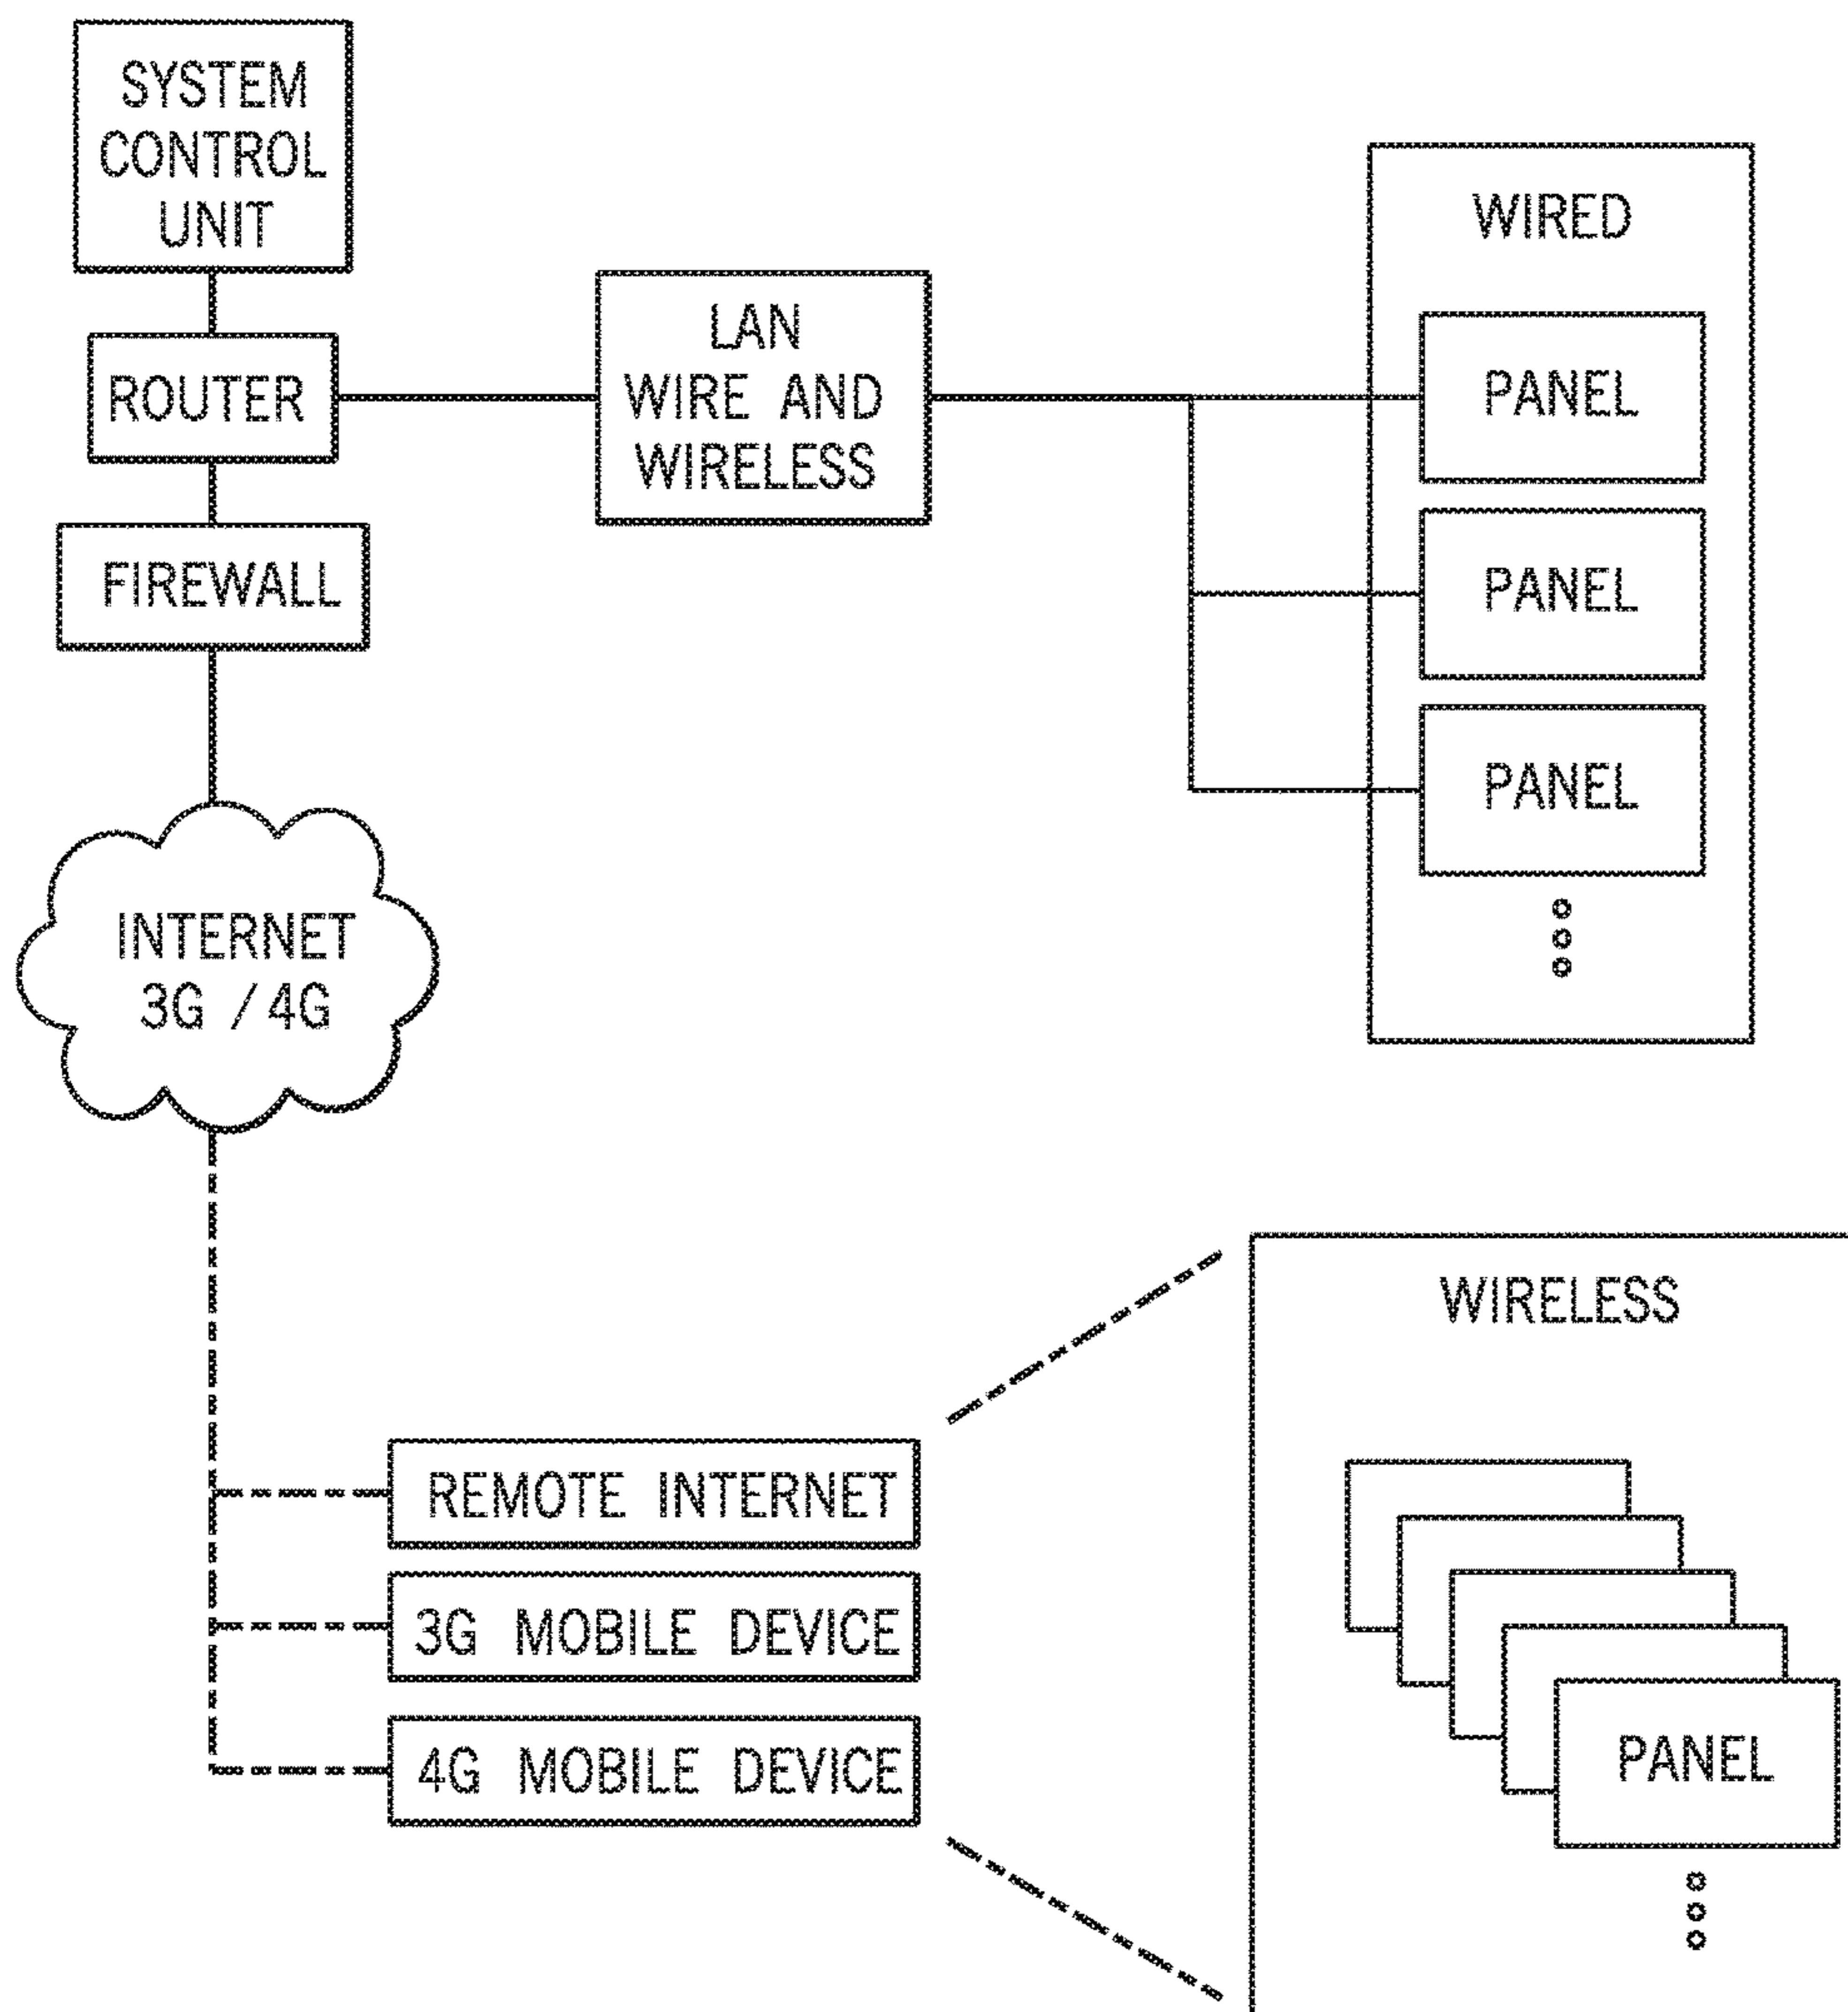 SYSTEM
CONTROL
UNIT
ROUTER
FIREWALL
LAN
WIRE AND
WIRELESS
WIRED
PANEL
PANEL
PANEL
INTERNET
3G / 4G
REMOTE INTERNET
3G MOBILE DEVICE
4G MOBILE DEVICE
WIRELESS
PANEL